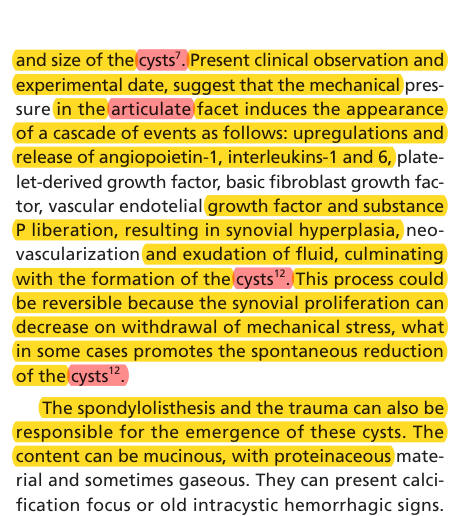 and size of the cysts⁷. Present clinical observation and
experimental date, suggest that the mechanical pres-
sure in the articulate facet induces the appearance
of a cascade of events as follows: upregulations and
release of angiopoietin-1, interleukins-1 and 6, plate-
let-derived growth factor, basic fibroblast growth fac-
tor, vascular endotelial growth factor and substance
P liberation, resulting in synovial hyperplasia, neo-
vascularization and exudation of fluid, culminating
with the formation of the cysts¹². This process could
be reversible because the synovial proliferation can
decrease on withdrawal of mechanical stress, what
in some cases promotes the spontaneous reduction
of the cysts¹².
The spondylolisthesis and the trauma can also be
responsible for the emergence of these cysts. The
content can be mucinous, with proteinaceous mate-
rial and sometimes gaseous. They can present calci-
fication focus or old intracystic hemorrhagic signs.